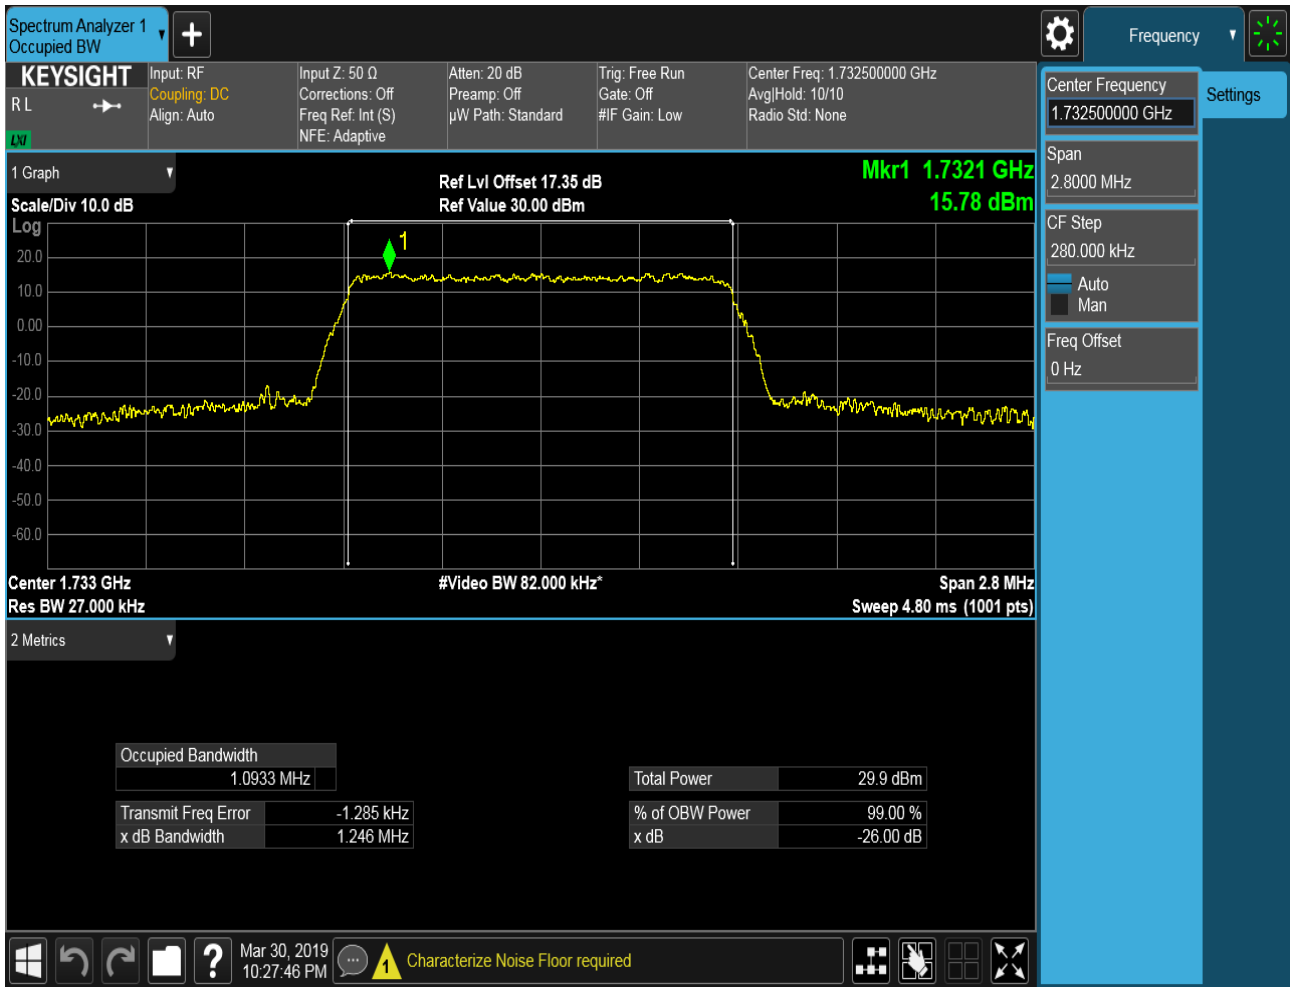 Spectrum Analyzer 1
Occupied BW
Frequency
KEYSIGHT
R L
LXI
Input: RF
Coupling: DC
Align: Auto
Input Z: 50 Ω
Corrections: Off
Freq Ref: Int (S)
NFE: Adaptive
Atten: 20 dB
Preamp: Off
µW Path: Standard
Trig: Free Run
Gate: Off
#IF Gain: Low
Center Freq: 1.732500000 GHz
Avg|Hold: 10/10
Radio Std: None
Center Frequency
1.732500000 GHz
Settings
Span
2.8000 MHz
CF Step
280.000 kHz
Auto
Man
Freq Offset
0 Hz
1 Graph
Scale/Div 10.0 dB
Ref Lvl Offset 17.35 dB
Ref Value 30.00 dBm
Mkr1 1.7321 GHz
15.78 dBm
Log
1
20.0
10.0
0.00
-10.0
-20.0
-30.0
-40.0
-50.0
-60.0
Center 1.733 GHz
#Video BW 82.000 kHz*
Span 2.8 MHz
Res BW 27.000 kHz
Sweep 4.80 ms (1001 pts)
2 Metrics
Occupied Bandwidth
1.0933 MHz
Total Power 29.9 dBm
Transmit Freq Error -1.285 kHz
% of OBW Power 99.00 %
x dB Bandwidth 1.246 MHz
x dB -26.00 dB
?
Mar 30, 2019
10:27:46 PM
1
Characterize Noise Floor required